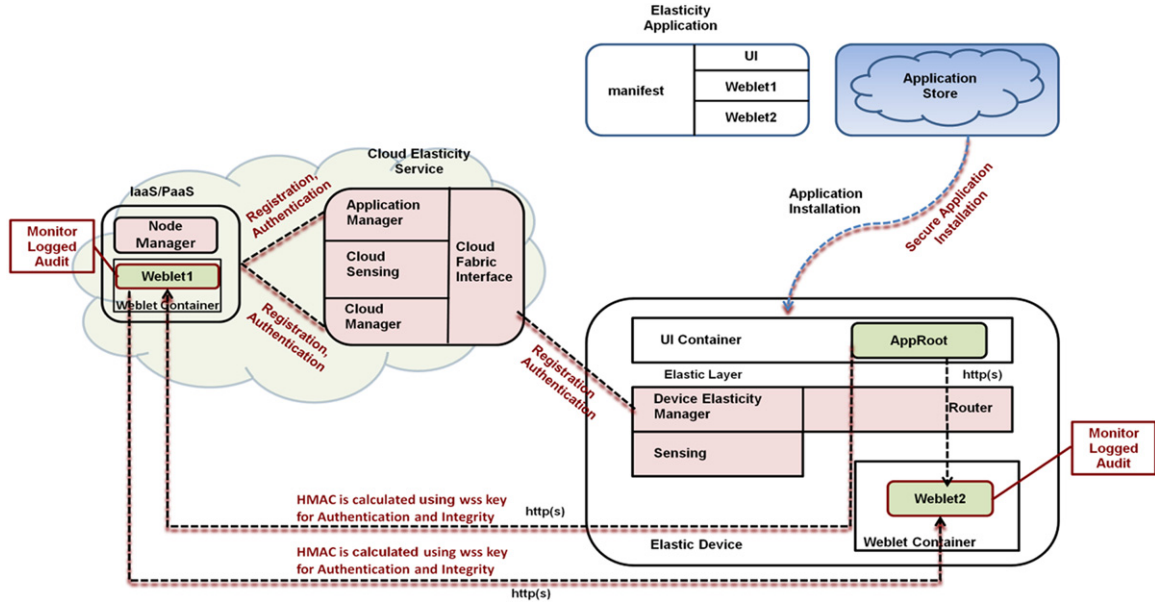 Elasticity
Application
manifest
UI
Weblet1
Weblet2
Application
Store
Cloud Elasticity
Service
IaaS/PaaS
Registration,
Authentication
Node
Manager
Monitor
Logged
Audit
Weblet1
Weblet Container
Application
Manager
Cloud
Sensing
Cloud
Manager
Cloud
Fabric
Interface
Registration,
Authentication
Application
Installation
Secure Application
Installation
Registration
Authentication
UI Container
AppRoot
Elastic Layer
http(s)
Device Elasticity
Manager
Router
Sensing
Monitor
Logged
Audit
Weblet2
Weblet Container
Elastic Device
HMAC is calculated using wss key
for Authentication and Integrity
http(s)
HMAC is calculated using wss key
for Authentication and Integrity
http(s)